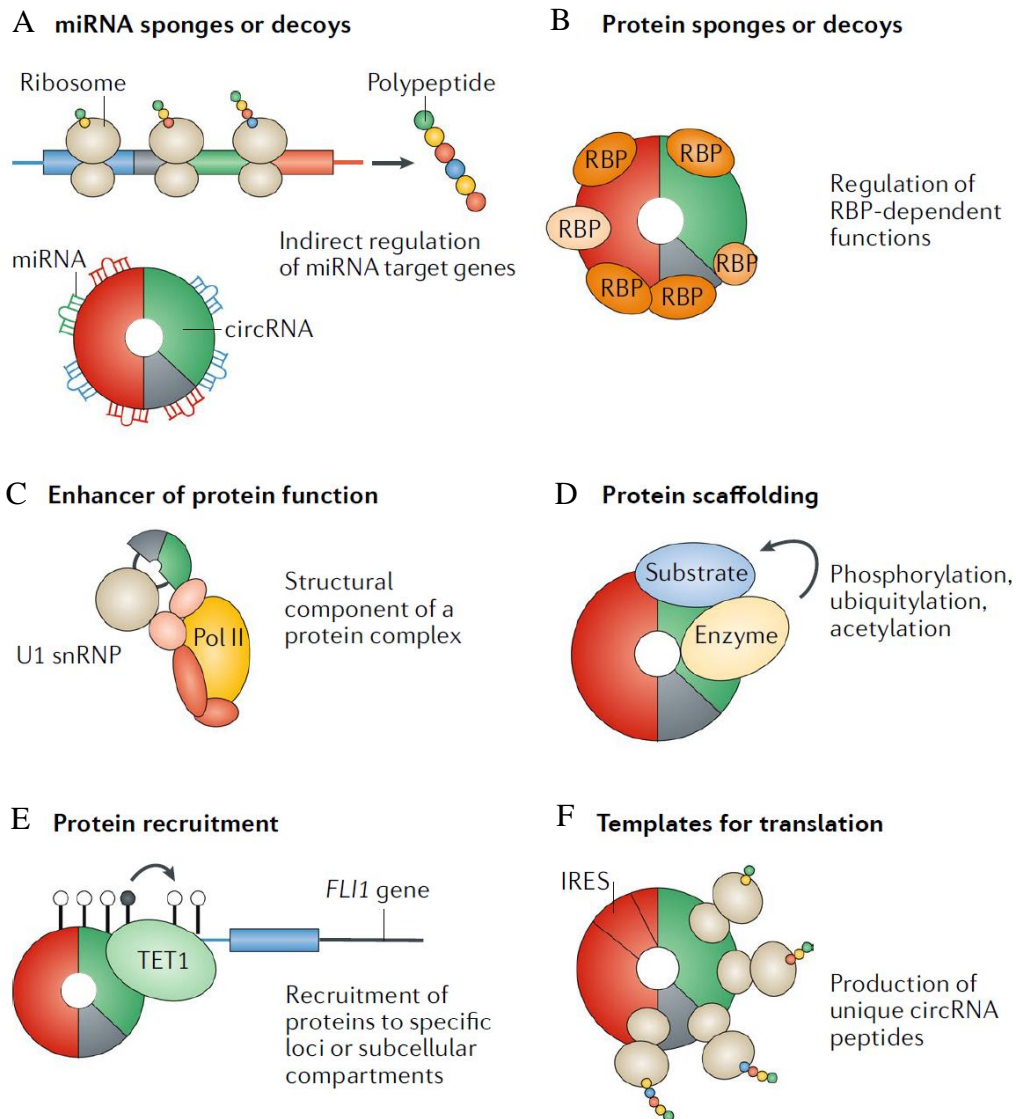 A miRNA sponges or decoys
Ribosome
Polypeptide
miRNA
Indirect regulation
of miRNA target genes
circRNA
B Protein sponges or decoys
RBP
RBP
RBP
RBP
RBP
RBP
Regulation of
RBP-dependent
functions
C Enhancer of protein function
U1 snRNP
Pol II
Structural
component of a
protein complex
D Protein scaffolding
Substrate
Enzyme
Phosphorylation,
ubiquitylation,
acetylation
E Protein recruitment
FLI1 gene
TET1
Recruitment of
proteins to specific
loci or subcellular
compartments
F Templates for translation
IRES
Production of
unique circRNA
peptides